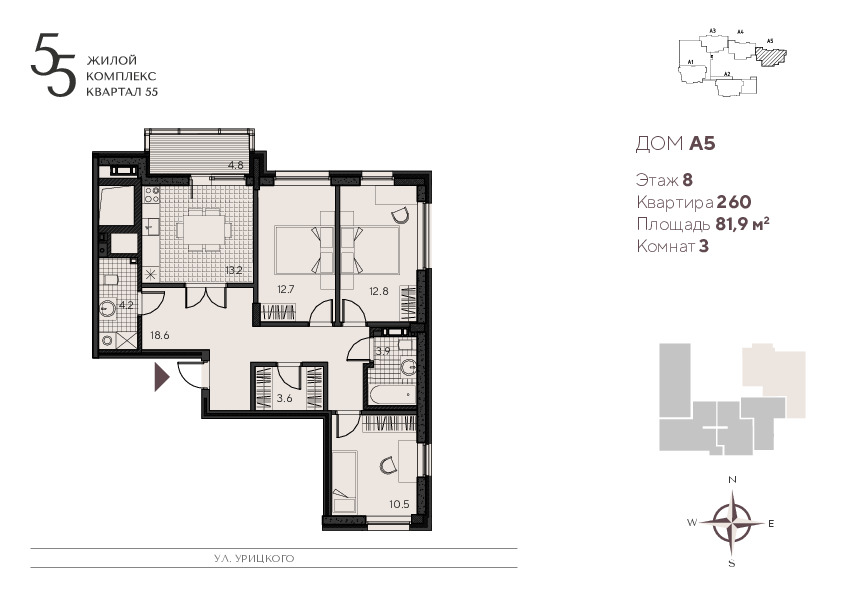 55
ЖИЛОЙ
КОМПЛЕКС
КВАРТАЛ 55
A3
A4
A5
A1
A2
ДОМ А5
Этаж 8
Квартира 260
Площадь 81,9 м²
Комнат 3
4.8
13.2
12.7
12.8
4.2
18.6
3.9
3.6
10.5
N
W
E
S
УЛ. УРИЦКОГО